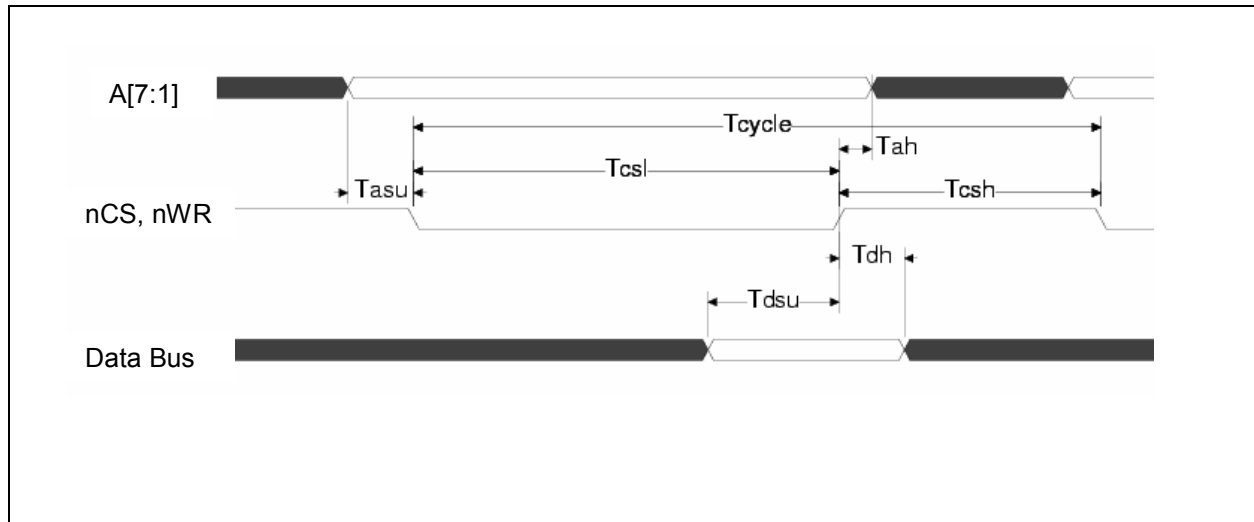 A[7:1]
Tcycle
Tah
Tcsl
Tasu
Tcsh
nCS, nWR
Tdh
Tdsu
Data Bus